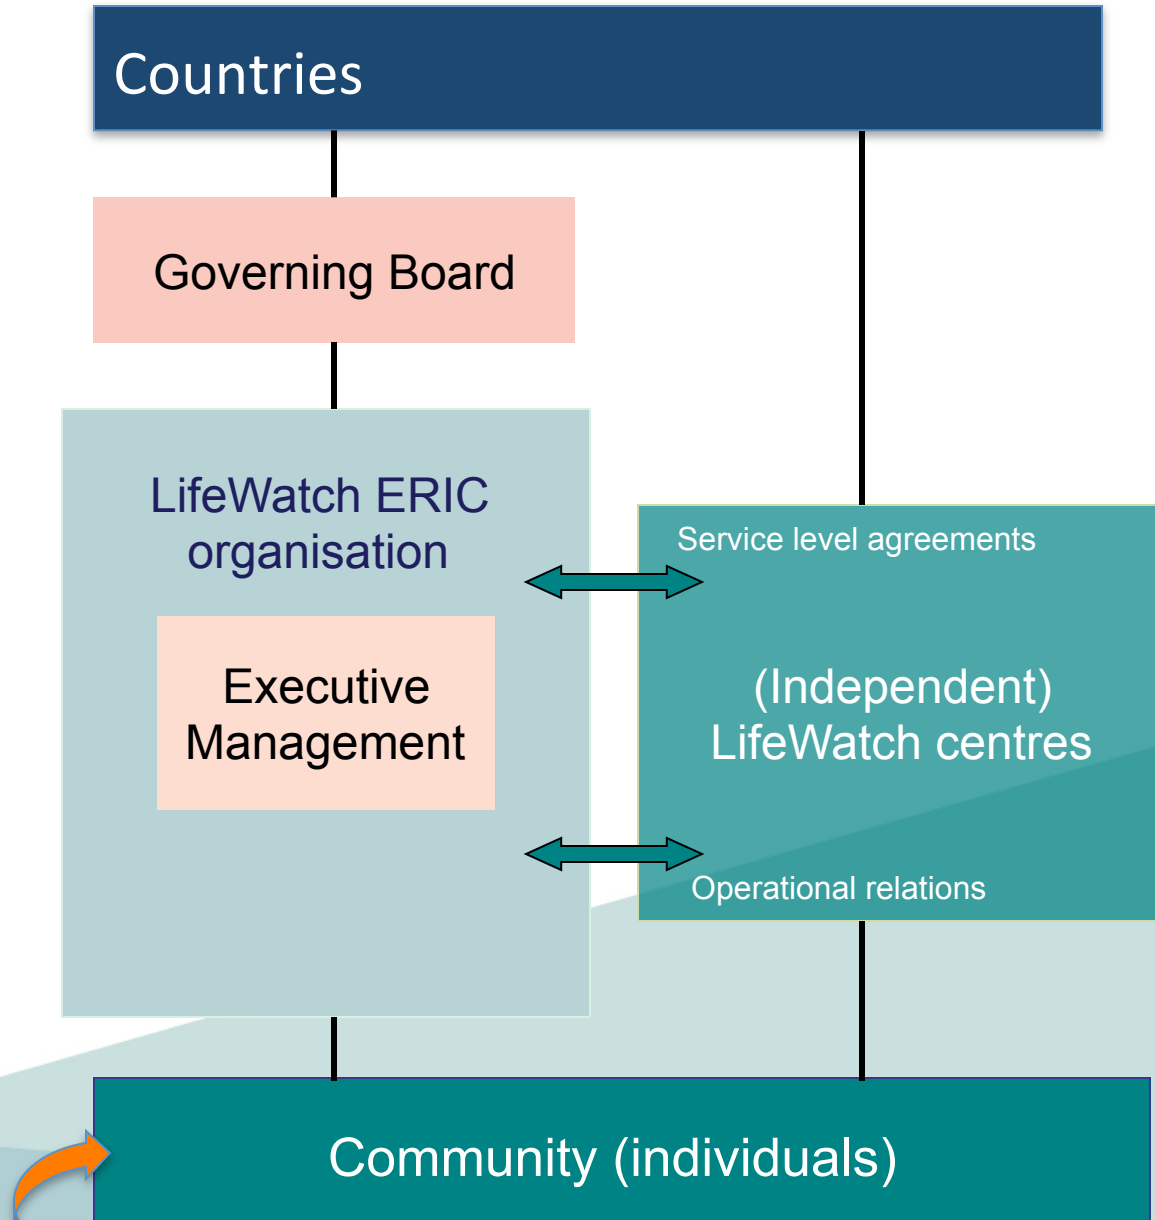 Countries
Governing Board
LifeWatch ERIC
organisation
Executive
Management
Service level agreements
(Independent)
LifeWatch centres
Operational relations
Community (individuals)